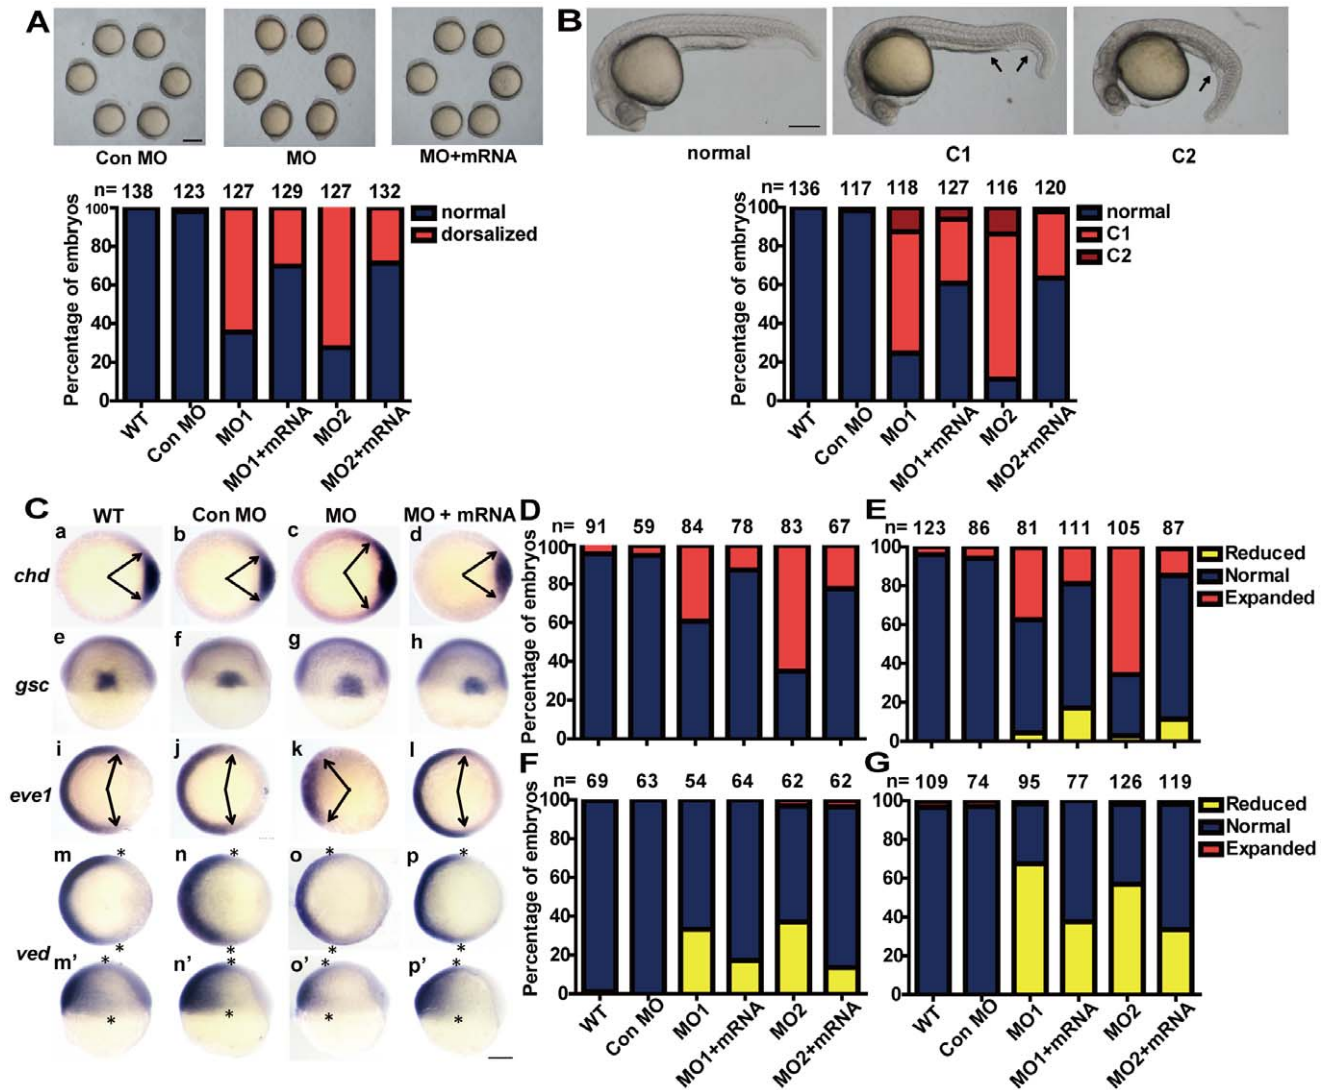 A
B
Con MO MO MO+mRNA
normal C1 C2
n= 138 123 127 129 127 132
normal
dorsalized
Percentage of embryos
100
80
60
40
20
0
WT Con MO MO1 MO1+mRNA MO2 MO2+mRNA
n= 136 117 118 127 116 120
normal
C1
C2
Percentage of embryos
100
80
60
40
20
0
WT Con MO MO1 MO1+mRNA MO2 MO2+mRNA
C
WT Con MO MO MO + mRNA
a b c d
chd
e f g h
gsc
i j k l
eve1
* * * *
m n o p
* * * *
ved
* * * *
m' n' o' p'
* * * *
D
n= 91 59 84 78 83 67
Percentage of embryos
100
80
60
40
20
0
E
n= 123 86 81 111 105 87
Reduced
Normal
Expanded
100
80
60
40
20
0
F
n= 69 63 54 64 62 62
Percentage of embryos
100
80
60
40
20
0
WT Con MO MO1 MO1+mRNA MO2 MO2+mRNA
G
n= 109 74 95 77 126 119
Reduced
Normal
Expanded
100
80
60
40
20
0
WT Con MO MO1 MO1+mRNA MO2 MO2+mRNA